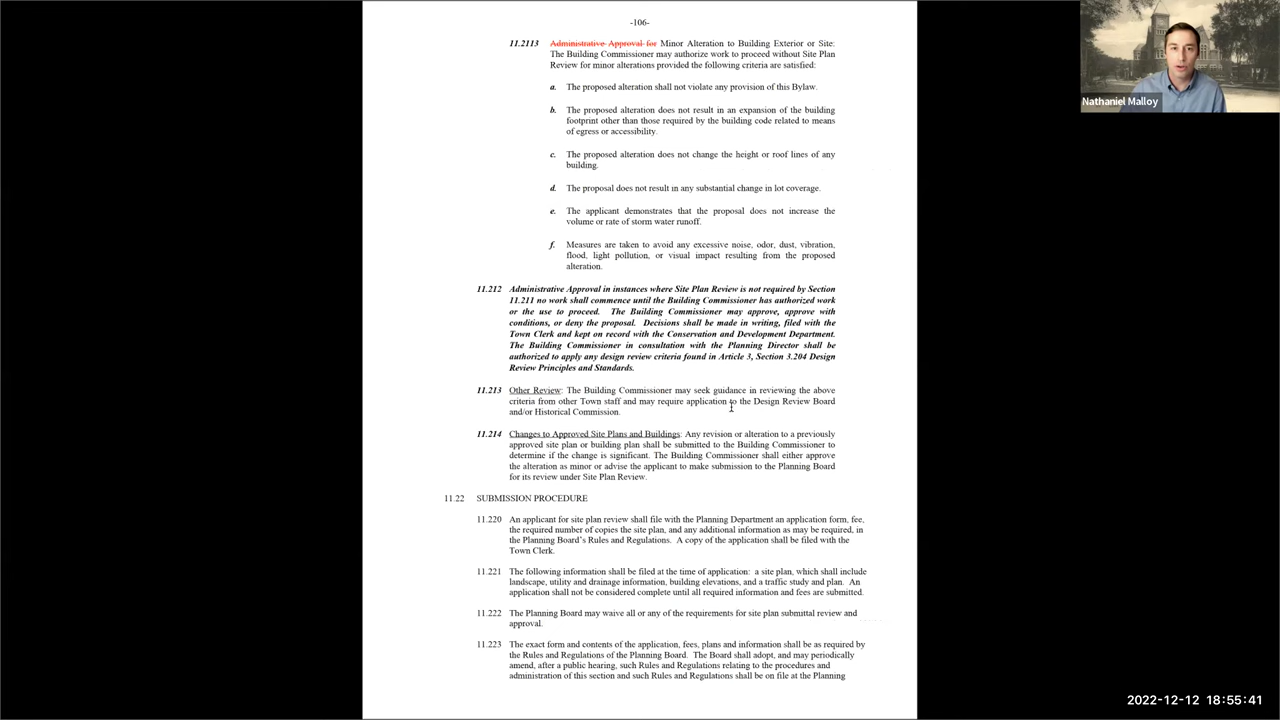 -106-
11.2113 Administrative Approval for Minor Alteration to Building Exterior or Site:
The Building Commissioner may authorize work to proceed without Site Plan
Review for minor alterations provided the following criteria are satisfied:
a. The proposed alteration shall not violate any provision of this Bylaw.
b. The proposed alteration does not result in an expansion of the building
footprint other than those required by the building code related to means
of egress or accessibility.
c. The proposed alteration does not change the height or roof lines of any
building.
d. The proposal does not result in any substantial change in lot coverage.
e. The applicant demonstrates that the proposal does not increase the
volume or rate of storm water runoff.
f. Measures are taken to avoid any excessive noise, odor, dust, vibration,
flood, light pollution, or visual impact resulting from the proposed
alteration.
11.212 Administrative Approval in instances where Site Plan Review is not required by Section
11.211 no work shall commence until the Building Commissioner has authorized work
or the use to proceed. The Building Commissioner may approve, approve with
conditions, or deny the proposal. Decisions shall be made in writing, filed with the
Town Clerk and kept on record with the Conservation and Development Department.
The Building Commissioner in consultation with the Planning Director shall be
authorized to apply any design review criteria found in Article 3, Section 3.204 Design
Review Principles and Standards.
11.213 Other Review: The Building Commissioner may seek guidance in reviewing the above
criteria from other Town staff and may require application to the Design Review Board
and/or Historical Commission.
11.214 Changes to Approved Site Plans and Buildings: Any revision or alteration to a previously
approved site plan or building plan shall be submitted to the Building Commissioner to
determine if the change is significant. The Building Commissioner shall either approve
the alteration as minor or advise the applicant to make submission to the Planning Board
for its review under Site Plan Review.
11.22 SUBMISSION PROCEDURE
11.220 An applicant for site plan review shall file with the Planning Department an application form, fee,
the required number of copies the site plan, and any additional information as may be required, in
the Planning Board's Rules and Regulations. A copy of the application shall be filed with the
Town Clerk.
11.221 The following information shall be filed at the time of application: a site plan, which shall include
landscape, utility and drainage information, building elevations, and a traffic study and plan. An
application shall not be considered complete until all required information and fees are submitted.
11.222 The Planning Board may waive all or any of the requirements for site plan submittal review and
approval.
11.223 The exact form and contents of the application, fees, plans and information shall be as required by
the Rules and Regulations of the Planning Board. The Board shall adopt, and may periodically
amend, after a public hearing, such Rules and Regulations relating to the procedures and
administration of this section and such Rules and Regulations shall be on file at the Planning
Nathaniel Malloy
2022-12-12 18:55:41